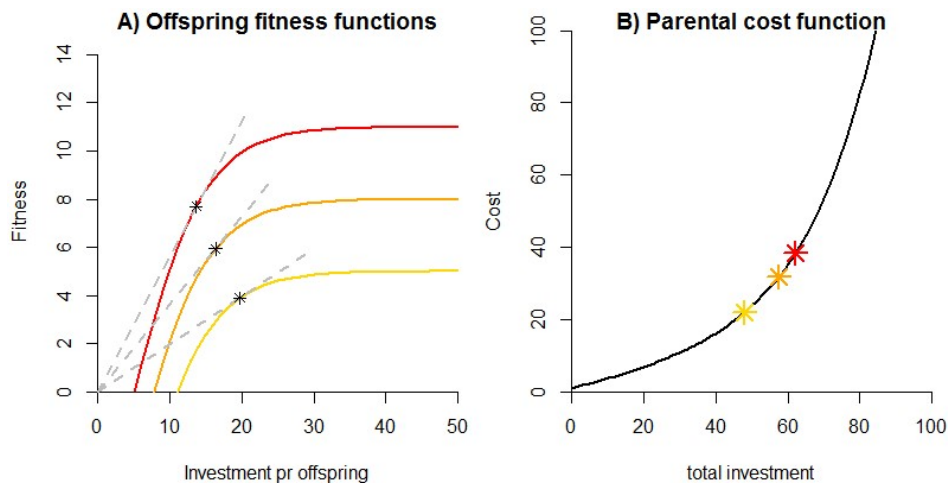 A) Offspring fitness functions
Fitness
14
12
10
8
6
4
2
0
0 10 20 30 40 50
Investment pr offspring
B) Parental cost function
Cost
100
80
60
40
20
0
0 20 40 60 80 100
total investment